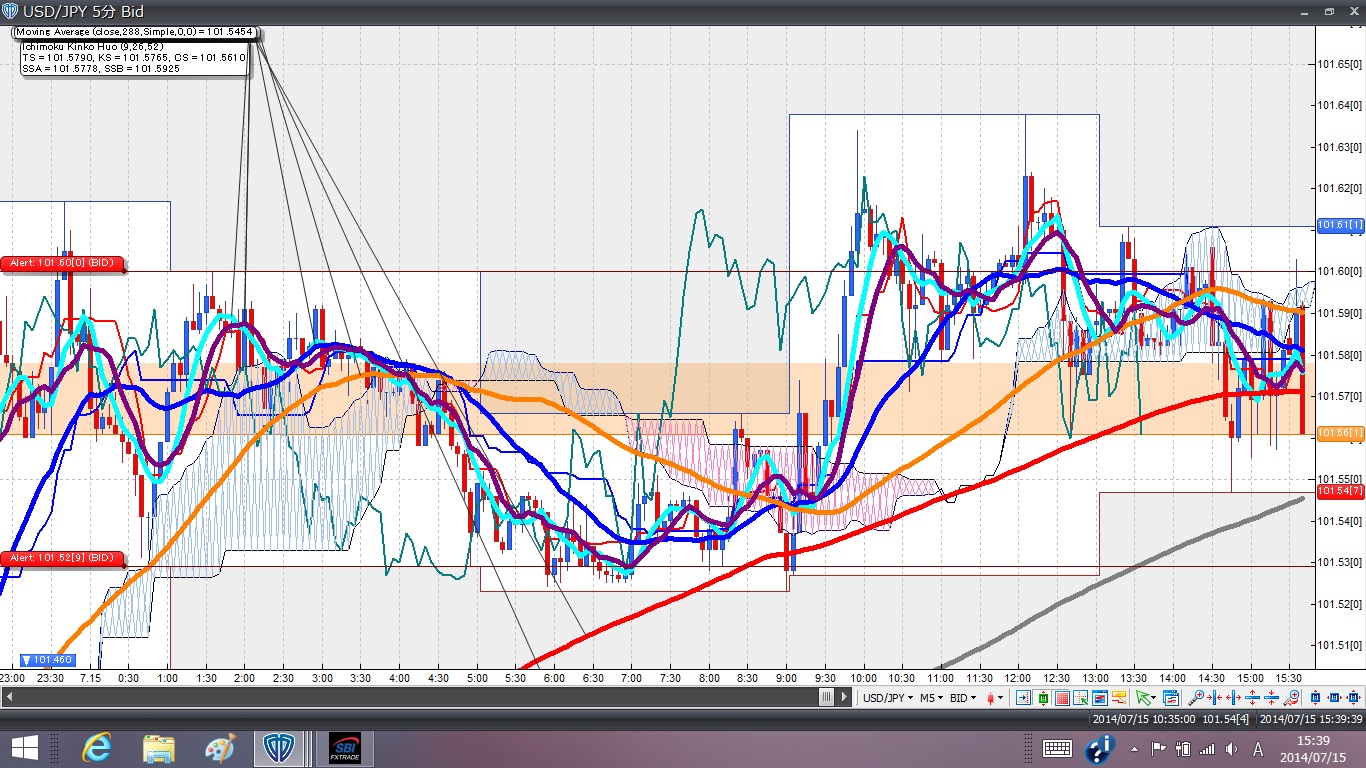 USD/JPY 5分 Bid
Moving Average (close,288,Simple,0,0) = 101.5454
Ichimoku Kinko Huo (9,26,52)
TS = 101.5790, KS = 101.5765, CS = 101.5610
SSA = 101.5778, SSB = 101.5925
101.65[0]
101.64[0]
101.63[0]
101.62[0]
101.61[1]
Alert: 101.60[0] (BID)
101.60[0]
101.59[0]
101.58[0]
101.57[0]
101.56[1]
101.55[0]
101.54[7]
101.54[0]
Alert: 101.52[9] (BID)
101.53[0]
101.52[0]
101.51[0]
▼ 101.460
23:00 23:30 7.15 0:30 1:00 1:30 2:00 2:30 3:00 3:30 4:00 4:30 5:00 5:30 6:00 6:30 7:00 7:30 8:00 8:30 9:00 9:30 10:00 10:30 11:00 11:30 12:00 12:30 13:00 13:30 14:00 14:30 15:00 15:30
USD/JPY M5 BID
2014/07/15 10:35:00 101.54[4] 2014/07/15 15:39:39
SBI
FXTRADE
A
15:39
2014/07/15